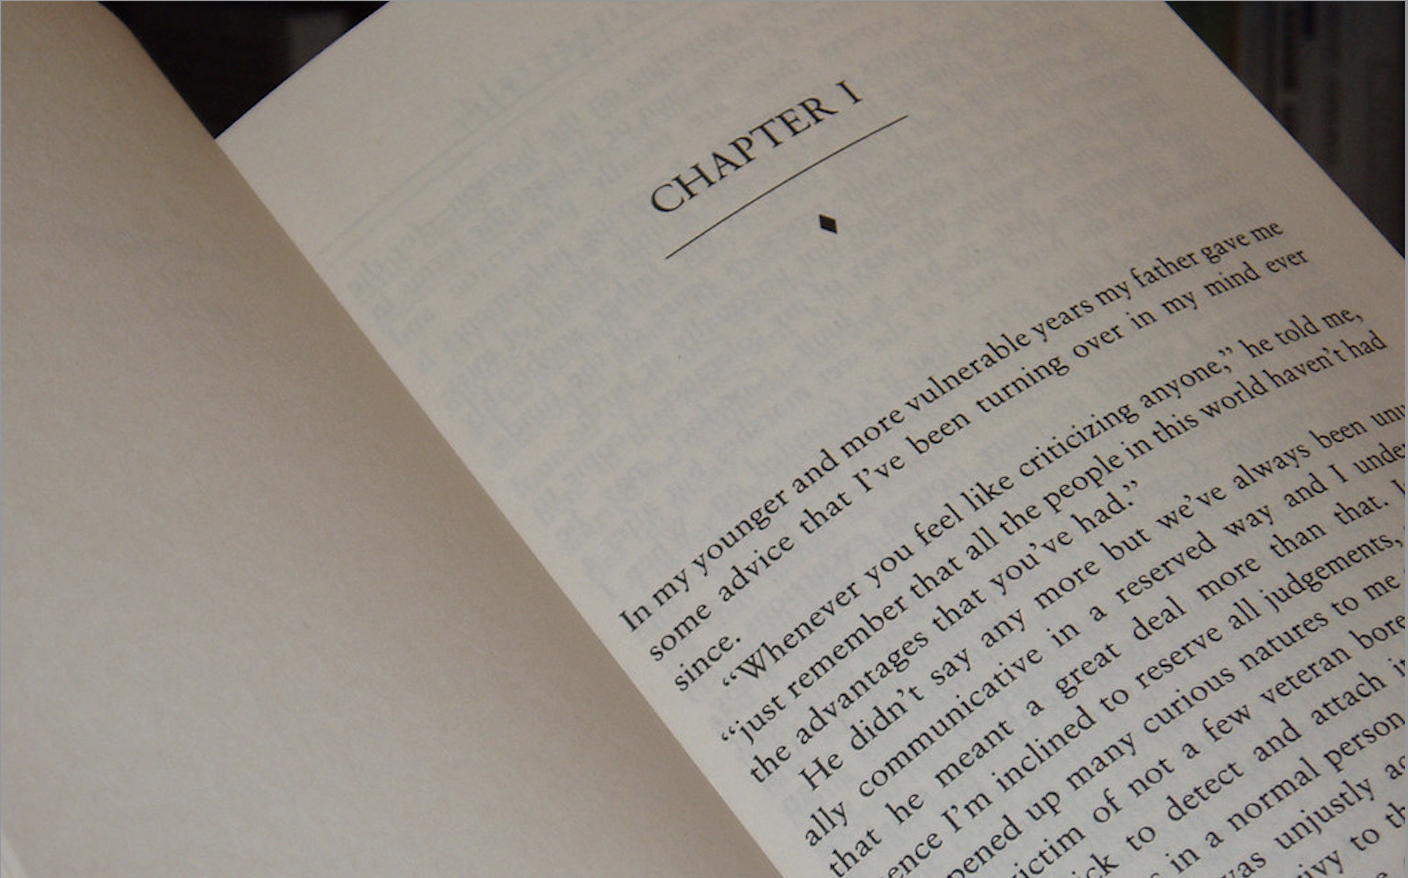 CHAPTER I
In my younger and more vulnerable years my father gave me
some advice that I’ve been turning over in my mind ever
since.
“Whenever you feel like criticizing anyone,” he told me,
“just remember that all the people in this world haven’t had
the advantages that you’ve had.”
He didn’t say any more but we’ve always been
ally communicative in a reserved way and I
that he meant a great deal more than that.
I’m inclined to reserve all judgements,
up many curious natures to me
of not a few veteran
to detect and attach
in a normal person
unjustly
to